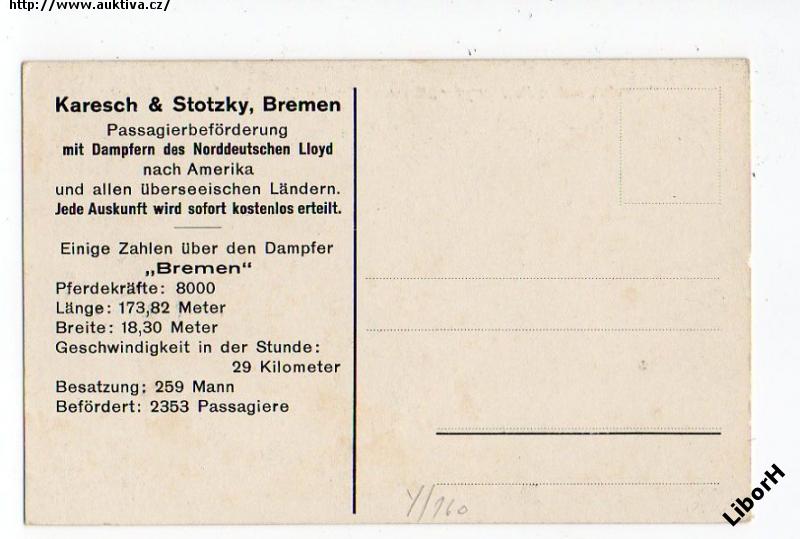 http://www.auktiva.cz/
Karesch & Stotzky, Bremen
Passagierbeförderung
mit Dampfern des Norddeutschen Lloyd
nach Amerika
und allen überseeischen Ländern.
Jede Auskunft wird sofort kostenlos erteilt.
Einige Zahlen über den Dampfer
„Bremen“
Pferdekräfte: 8000
Länge: 173,82 Meter
Breite: 18,30 Meter
Geschwindigkeit in der Stunde:
29 Kilometer
Besatzung: 259 Mann
Befördert: 2353 Passagiere
Y/160
LiborH